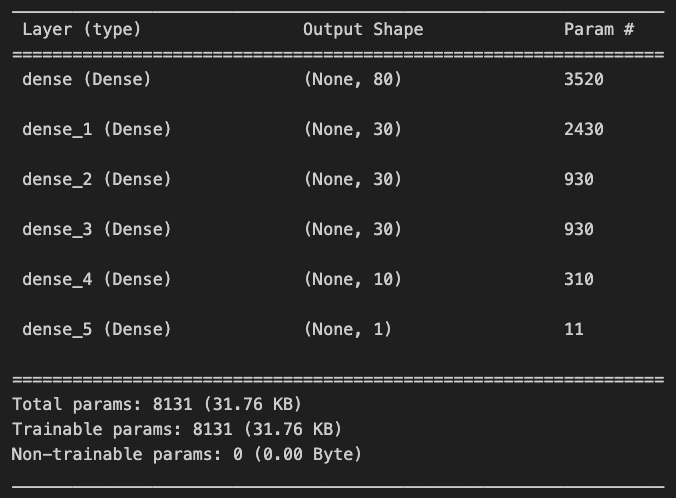 Layer (type) Output Shape Param #
=================================================================
dense (Dense) (None, 80) 3520
dense_1 (Dense) (None, 30) 2430
dense_2 (Dense) (None, 30) 930
dense_3 (Dense) (None, 30) 930
dense_4 (Dense) (None, 10) 310
dense_5 (Dense) (None, 1) 11
=================================================================
Total params: 8131 (31.76 KB)
Trainable params: 8131 (31.76 KB)
Non-trainable params: 0 (0.00 Byte)